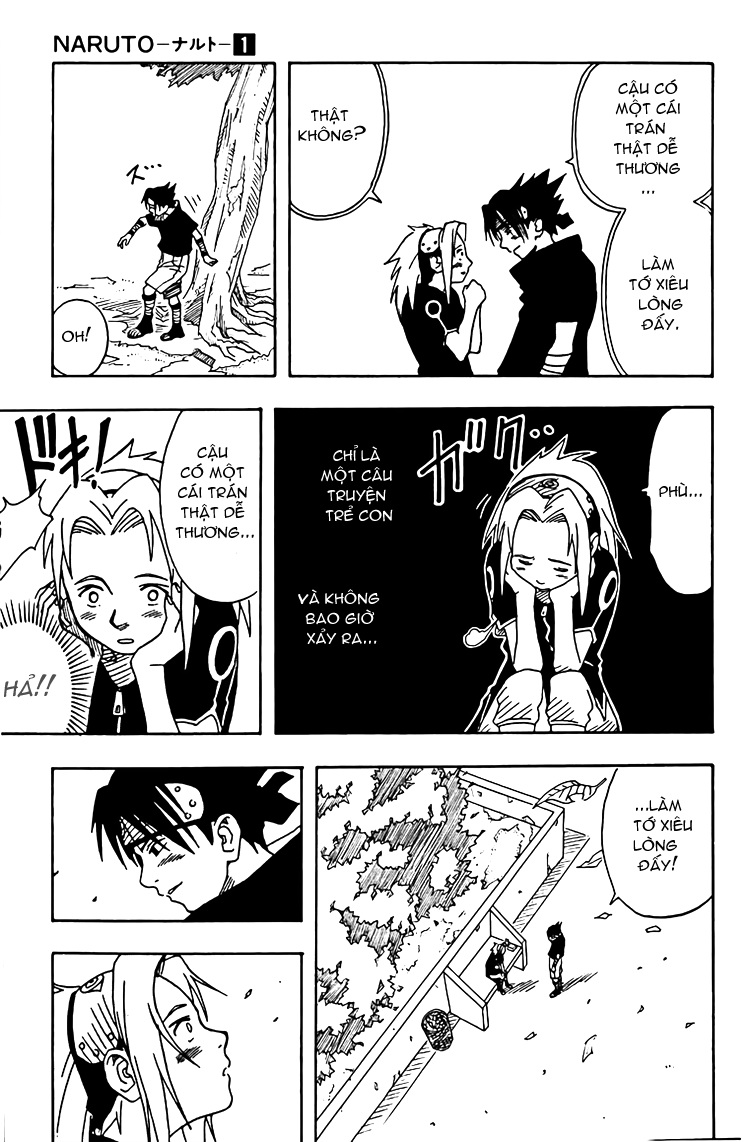 NARUTO-ナルト-1
CẬU CÓ
MỘT CÁI
TRÁN
THẬT DỄ
THƯƠNG
...
LÀM
TỚ XIÊU
LÒNG
ĐẤY.
THẬT
KHÔNG?
ス...
OH!
PHÙ...
ガク...
CHỈ LÀ
MỘT CÂU
TRUYỆN
TRẺ CON
VÀ KHÔNG
BAO GIỜ
XẢY RA...
CẬU
CÓ MỘT
CÁI TRÁN
THẬT DỄ
THƯƠNG...
ドキ!
HẢ!!
...LÀM
TỚ XIÊU
LÒNG
ĐẤY!